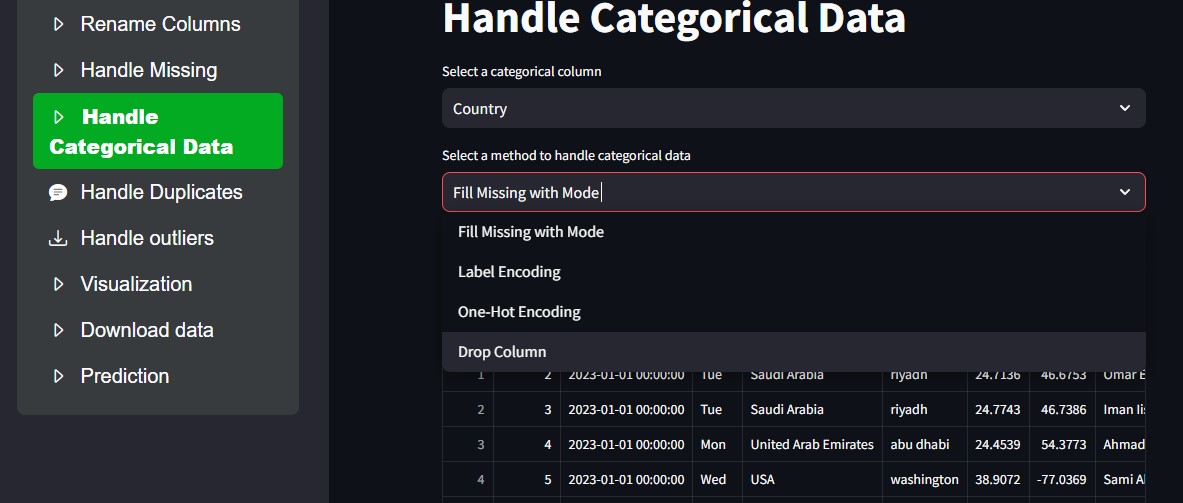 Rename Columns
Handle Missing
Handle
Categorical Data
Handle Duplicates
Handle outliers
Visualization
Download data
Prediction
Handle Categorical Data
Select a categorical column
Country
Select a method to handle categorical data
Fill Missing with Mode
Fill Missing with Mode
Label Encoding
One-Hot Encoding
Drop Column
1 2 2023-01-01 00:00:00 Tue Saudi Arabia riyadh 24.7136 46.6753 Omar
2 3 2023-01-01 00:00:00 Tue Saudi Arabia riyadh 24.7743 46.7386 Iman
3 4 2023-01-01 00:00:00 Mon United Arab Emirates abu dhabi 24.4539 54.3773 Ahmad
4 5 2023-01-01 00:00:00 Wed USA washington 38.9072 -77.0369 Sami